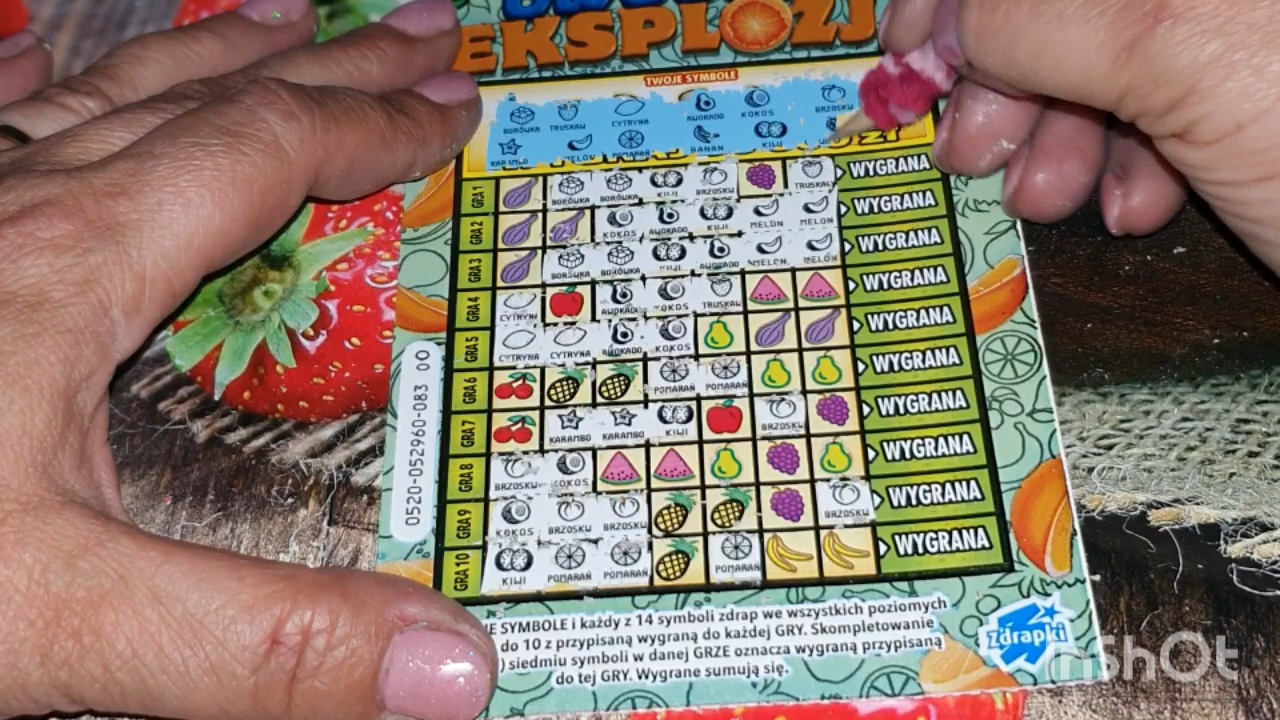 EKSPLOZJ
TWOJE SYMBOLE
BORÓWKA TRUSKAW CYTRYNA AWOKADO KOKOS BRZOSKW
KARAMBO MELON POMARAŃ BANAN KIWI
GRA 1 BORÓWKA BORÓWKA KIWI BRZOSKW TRUSKAW WYGRANA
GRA 2 KOKOS AWOKADO KIWI MELON MELON WYGRANA
GRA 3 BORÓWKA BORÓWKA KIWI AWOKADO MELON MELON WYGRANA
GRA 4 CYTRYNA AWOKADO KOKOS TRUSKAW WYGRANA
GRA 5 CYTRYNA CYTRYNA AWOKADO KOKOS WYGRANA
GRA 6 POMARAŃ POMARAŃ WYGRANA
GRA 7 KARAMBO KARAMBO KIWI BRZOSKW WYGRANA
GRA 8 BRZOSKW KOKOS WYGRANA
GRA 9 KOKOS BRZOSKW BRZOSKW BRZOSKW WYGRANA
GRA 10 KIWI POMARAŃ POMARAŃ POMARAŃ WYGRANA
0520-052960-083 00
E SYMBOLE i każdy z 14 symboli zdrap we wszystkich poziomych
do 10 z przypisaną wygraną do każdej GRY. Skompletowanie
) siedmiu symboli w danej GRZE oznacza wygraną przypisaną
do tej GRY. Wygrane sumują się.
Zdrapki
InShOt